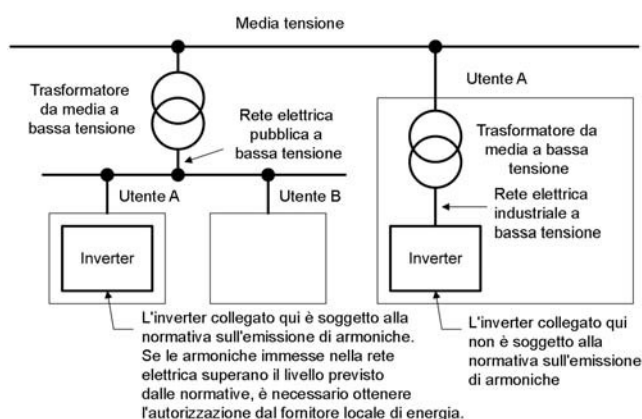 Media tensione
Trasformatore
da media a
bassa tensione
Rete elettrica
pubblica a
bassa tensione
Utente A
Utente B
Inverter
L'inverter collegato qui è soggetto alla
normativa sull'emissione di armoniche.
Se le armoniche immesse nella rete
elettrica superano il livello previsto
dalle normative, è necessario ottenere
l'autorizzazione dal fornitore locale di energia.
Utente A
Trasformatore da
media a bassa
tensione
Rete elettrica
industriale a
bassa tensione
Inverter
L'inverter collegato qui
non è soggetto alla
normativa sull'emissione
di armoniche